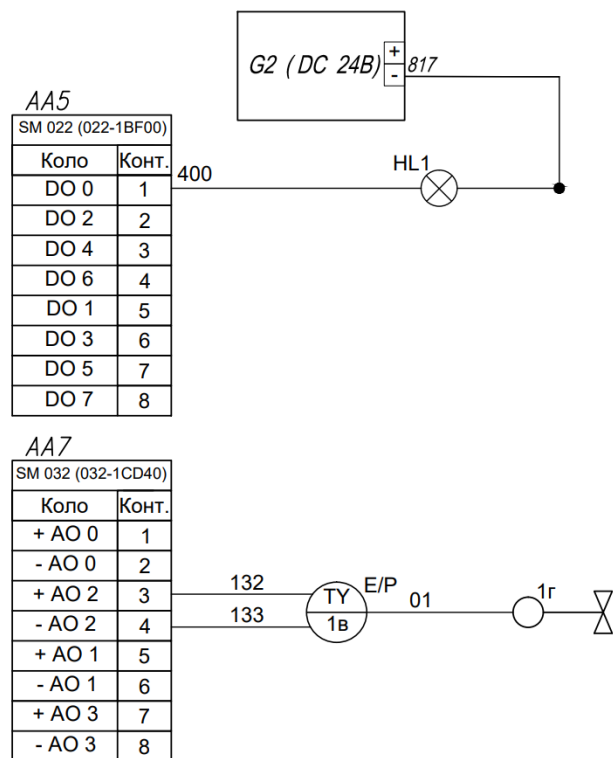 G2 ( DC 24В)
+
-
817
AA5
SM 022 (022-1BF00)
Коло Конт.
DO 0 1
DO 2 2
DO 4 3
DO 6 4
DO 1 5
DO 3 6
DO 5 7
DO 7 8
400
HL1
AA7
SM 032 (032-1CD40)
Коло Конт.
+ AO 0 1
- AO 0 2
+ AO 2 3
- AO 2 4
+ AO 1 5
- AO 1 6
+ AO 3 7
- AO 3 8
132
133
TY
1в
E/P
01
1г